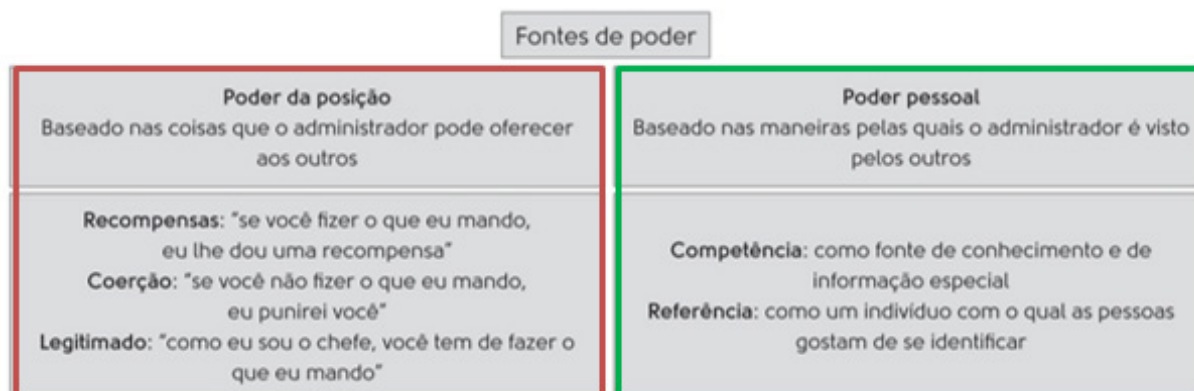 Fontes de poder
Poder da posição
Baseado nas coisas que o administrador pode oferecer
aos outros
Recompensas: "se você fizer o que eu mando,
eu lhe dou uma recompensa"
Coerção: "se você não fizer o que eu mando,
eu punirei você"
Legitimado: "como eu sou o chefe, você tem de fazer o
que eu mando"
Poder pessoal
Baseado nas maneiras pelas quais o administrador é visto
pelos outros
Competência: como fonte de conhecimento e de
informação especial
Referência: como um indivíduo com o qual as pessoas
gostam de se identificar